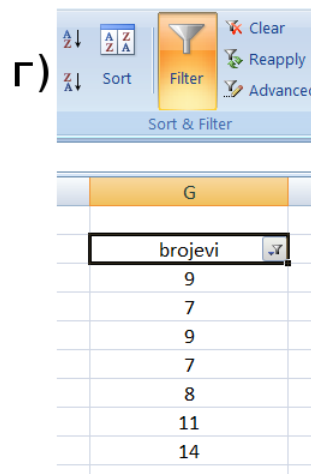 г)
A Z
Z A
A Z
Z A
Sort
Filter
Clear
Reapply
Advanced
Sort & Filter
G
brojevi
9
7
9
7
8
11
14